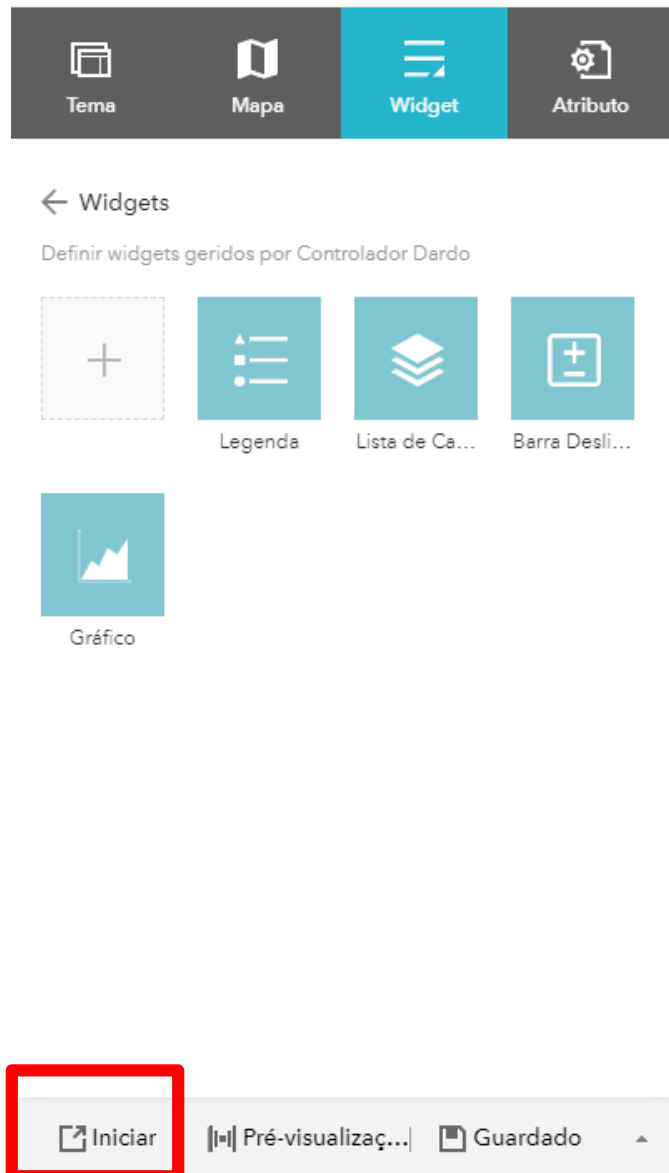 Tema Mapa Widget Atributo
Widgets
Definir widgets geridos por Controlador Dardo
Legenda Lista de Ca... Barra Desli...
Gráfico
Iniciar Pré-visualizaç... Guardado